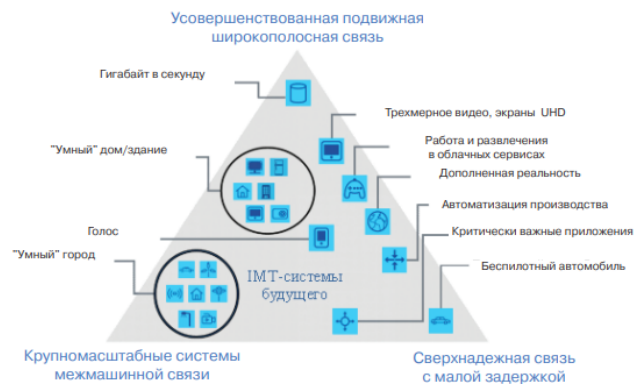 Усовершенствованная подвижная
широкополосная связь
Гигабайт в секунду
Трехмерное видео, экраны UHD
"Умный" дом/здание
Работа и развлечения
в облачных сервисах
Дополненная реальность
Автоматизация производства
Голос
Критически важные приложения
"Умный" город
Беспилотный автомобиль
IMT-системы
будущего
Крупномасштабные системы
межмашинной связи
Сверхнадежная связь
с малой задержкой